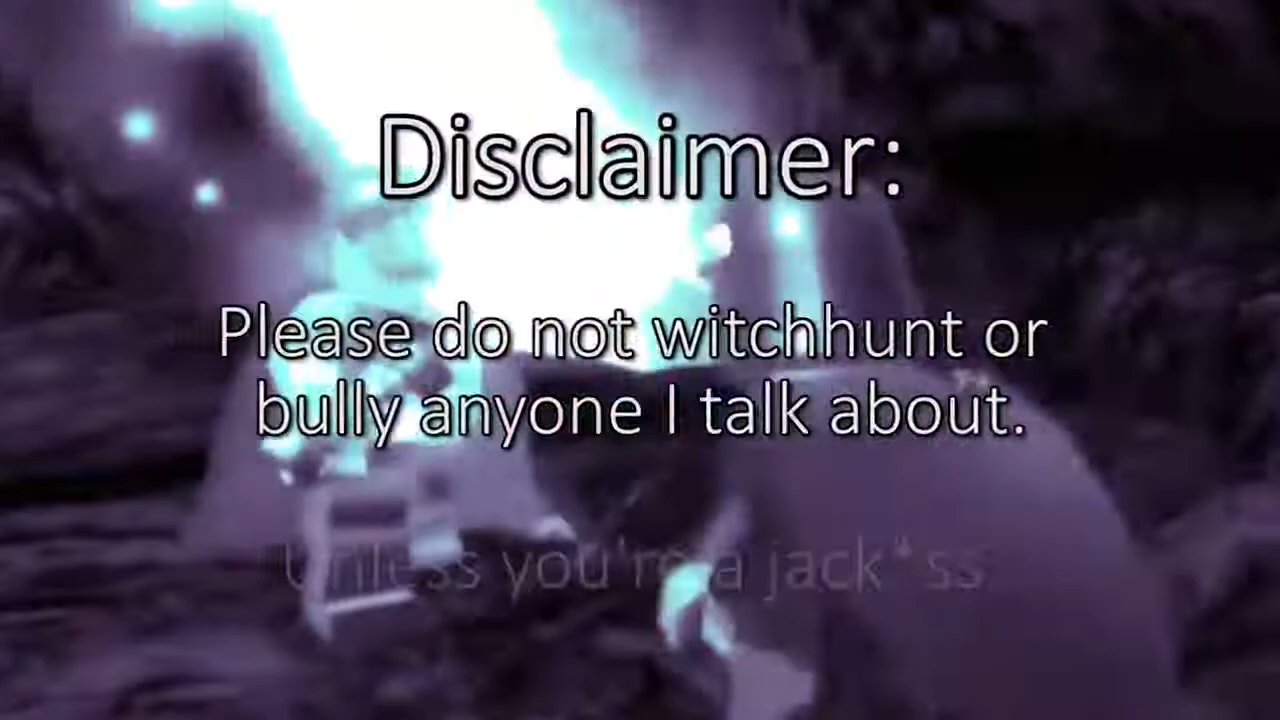 Disclaimer:
Please do not witchhunt or
bully anyone I talk about.
Unless you're a jack*ss